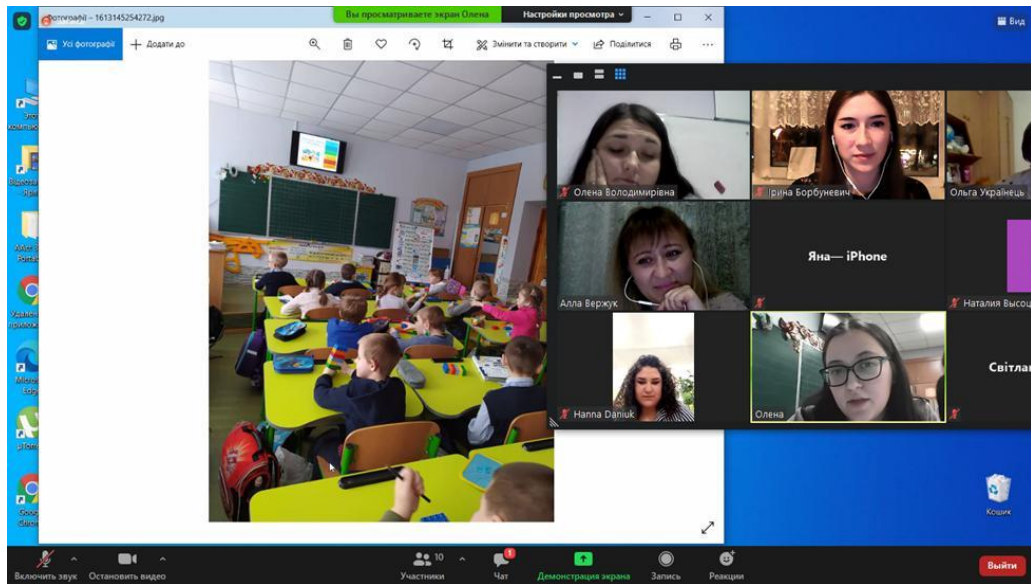 Фотографії – 1613145254272.jpg
Вы просматриваете экран Олена
Настройки просмотра
Вид
Усі фотографії
Додати до
Змінити та створити
Поділитися
Олена Володимирівна
Ірина Борбуневич
Ольга Українець
Алла Вержук
Яна— iPhone
Наталия Высоц
Hanna Daniuk
Олена
Світла
Кошик
Включить звук
Остановить видео
Участники
10
Чат
1
Демонстрация экрана
Запись
Реакции
Выйти